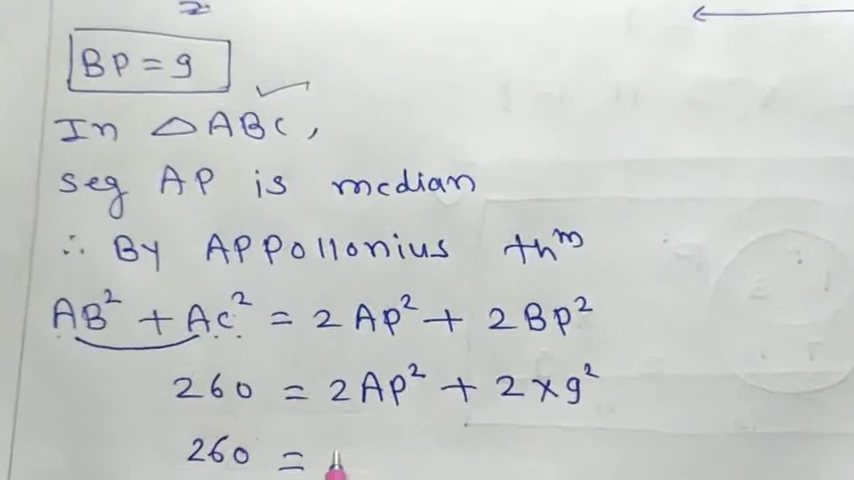 2
BP = 9
In △ABC,
seg AP is median
∴ By APPollonius thᵐ
AB² + AC² = 2AP² + 2BP²
260 = 2AP² + 2×9²
260 =